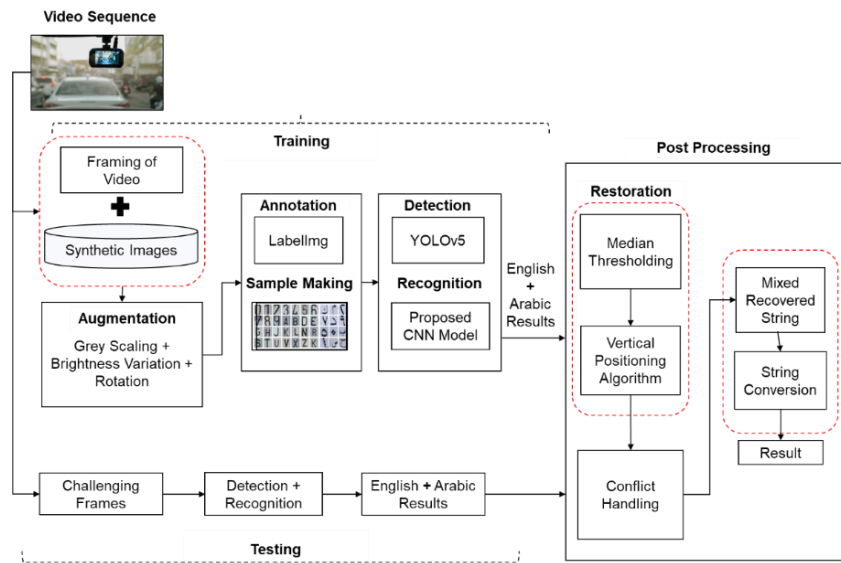 Video Sequence
Training
Framing of
Video
+
Synthetic Images
Augmentation
Grey Scaling +
Brightness Variation +
Rotation
Annotation
LabelImg
Sample Making
Detection
YOLOv5
Recognition
Proposed
CNN Model
English
+
Arabic
Results
Post Processing
Restoration
Median
Thresholding
Vertical
Positioning
Algorithm
Conflict
Handling
Mixed
Recovered
String
String
Conversion
Result
Challenging
Frames
Detection +
Recognition
English + Arabic
Results
Testing